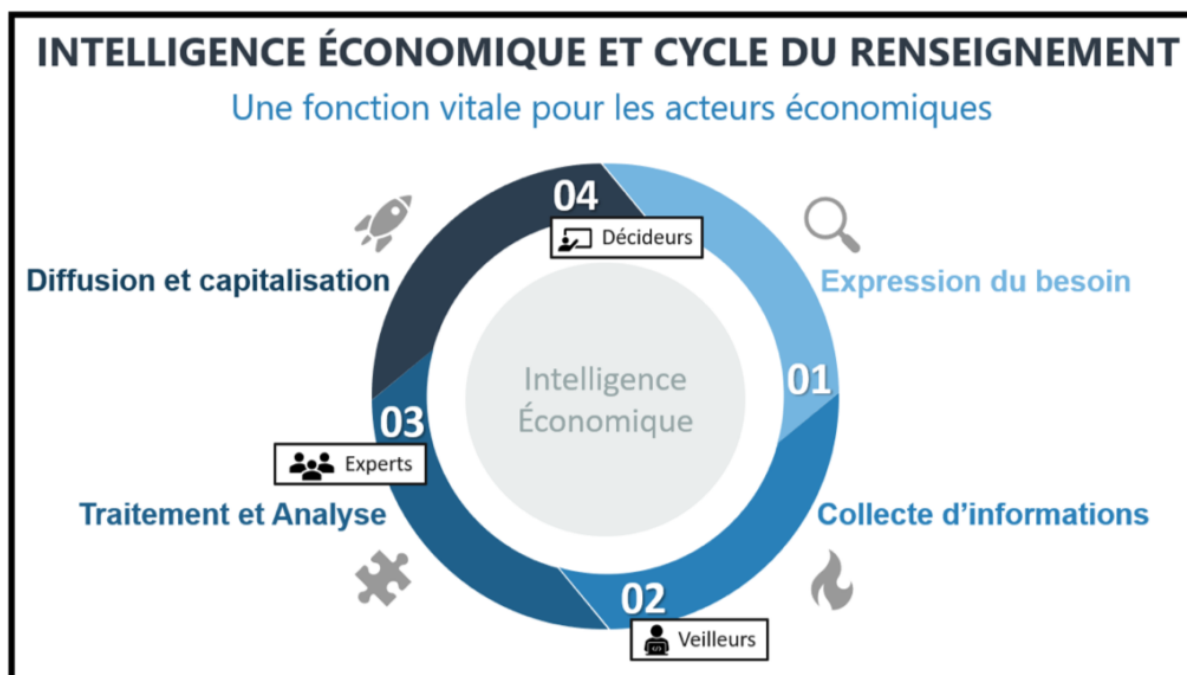 INTELLIGENCE ÉCONOMIQUE ET CYCLE DU RENSEIGNEMENT
Une fonction vitale pour les acteurs économiques
04
Décideurs
Diffusion et capitalisation
Expression du besoin
01
Intelligence
Économique
03
Experts
Traitement et Analyse
Collecte d'informations
02
Veilleurs